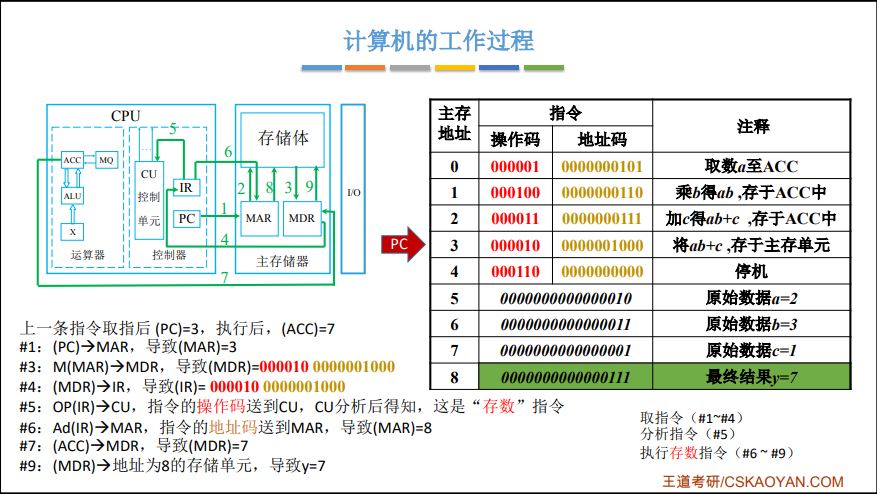 计算机的工作过程
CPU
ACC
MQ
ALU
X
运算器
CU
控制
单元
IR
PC
控制器
5
6
1
4
7
存储体
2
8
3
9
MAR
MDR
主存储器
I/O
PC
主存地址 指令 注释
操作码 地址码
0 000001 0000000101 取数a至ACC
1 000100 0000000110 乘b得ab ,存于ACC中
2 000011 0000000111 加c得ab+c ,存于ACC中
3 000010 0000001000 将ab+c ,存于主存单元
4 000110 0000000000 停机
5 0000000000000010 原始数据a=2
6 0000000000000011 原始数据b=3
7 0000000000000001 原始数据c=1
8 0000000000000111 最终结果y=7
上一条指令取指后 (PC)=3，执行后，(ACC)=7
#1：(PC)→MAR，导致(MAR)=3
#3：M(MAR)→MDR，导致(MDR)=000010 0000001000
#4：(MDR)→IR，导致(IR)= 000010 0000001000
#5：OP(IR)→CU，指令的操作码送到CU，CU分析后得知，这是“存数”指令
#6：Ad(IR)→MAR，指令的地址码送到MAR，导致(MAR)=8
#7：(ACC)→MDR，导致(MDR)=7
#9：(MDR)→地址为8的存储单元，导致y=7
取指令（#1~#4）
分析指令（#5）
执行存数指令（#6 ~ #9）
王道考研/CSKAOYAN.COM